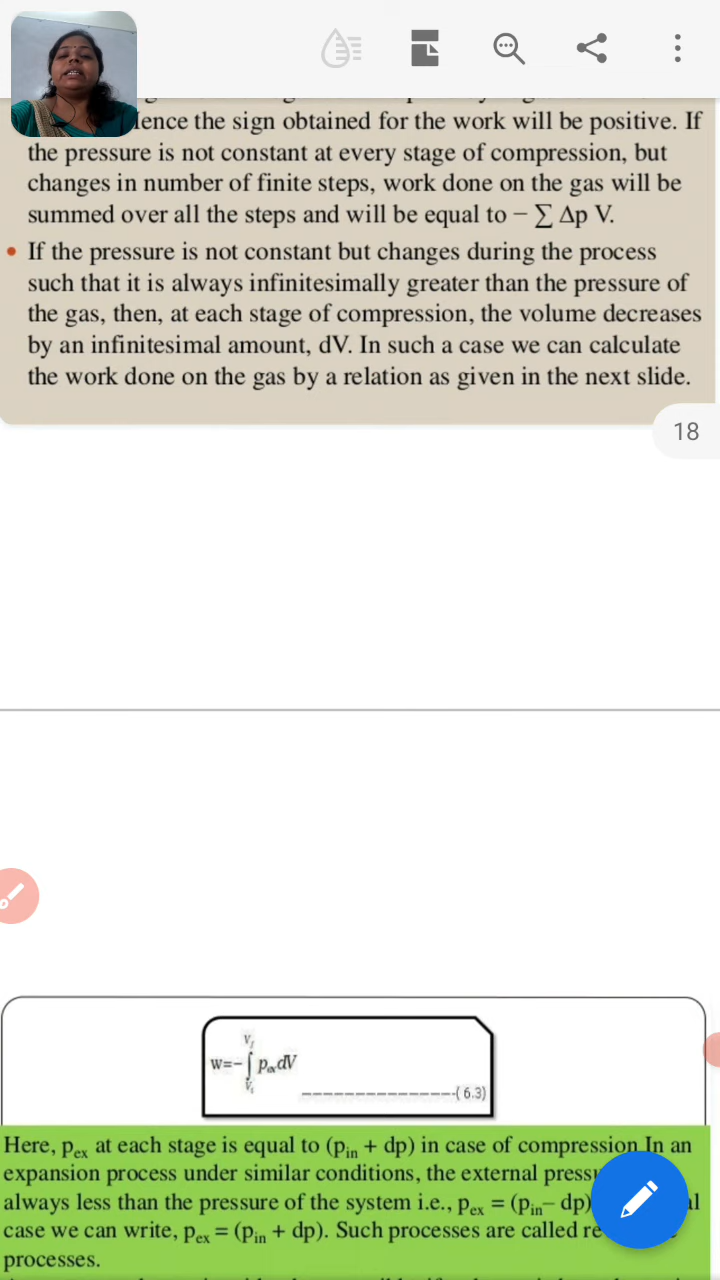 Hence the sign obtained for the work will be positive. If
the pressure is not constant at every stage of compression, but
changes in number of finite steps, work done on the gas will be
summed over all the steps and will be equal to − ∑ Δp V.
• If the pressure is not constant but changes during the process
such that it is always infinitesimally greater than the pressure of
the gas, then, at each stage of compression, the volume decreases
by an infinitesimal amount, dV. In such a case we can calculate
the work done on the gas by a relation as given in the next slide.
18
w=−∫ᵥᵢⱽᶠ pₑₓdV
----------------(6.3)
Here, pₑₓ at each stage is equal to (pᵢₙ + dp) in case of compression.In an
expansion process under similar conditions, the external
always less than the pressure of the system i.e., pₑₓ = (pᵢₙ− dp)
case we can write, pₑₓ = (pᵢₙ + dp). Such processes are called
processes.